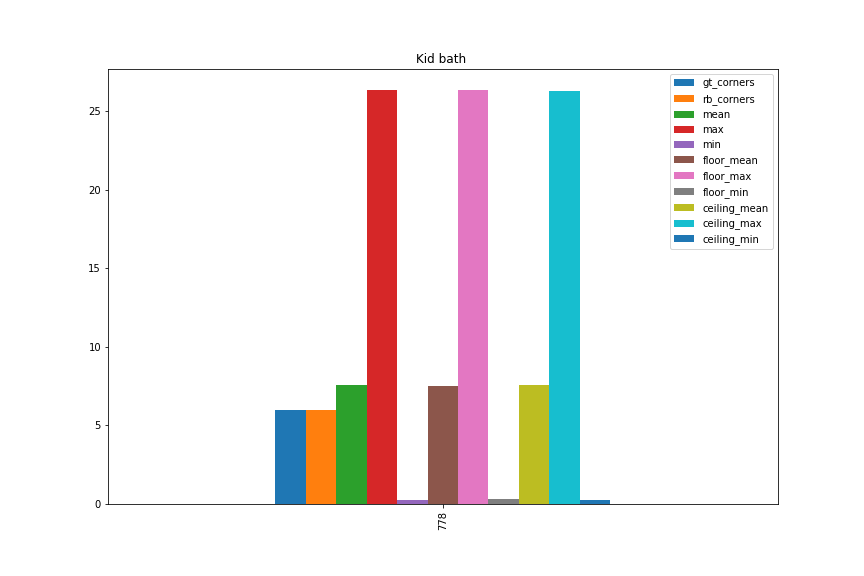 Kid bath
gt_corners
rb_corners
mean
max
min
floor_mean
floor_max
floor_min
ceiling_mean
ceiling_max
ceiling_min
25
20
15
10
5
0
778